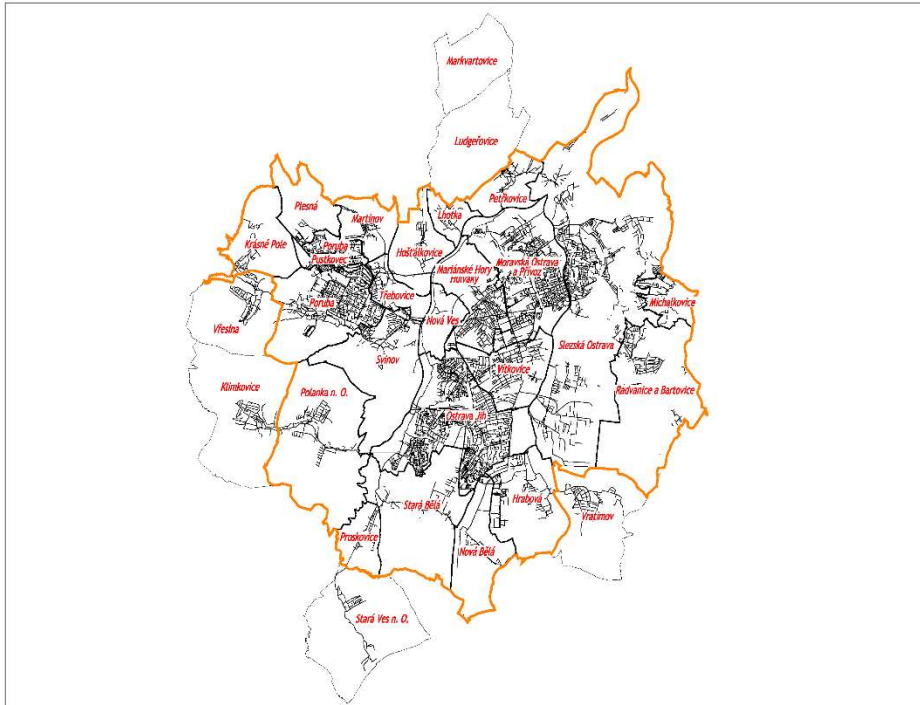 Markvartovice
Ludgeřovice
Petřkovice
Plesná
Lhotka
Martinov
Krásné Pole
Poruba
Hošťálkovice
Pustkovec
Moravská Ostrava
a Přívoz
Mariánské Hory
Hulváky
Třebovice
Michalkovice
Poruba
Nová Ves
Vřesina
Slezská Ostrava
Svinov
Vítkovice
Klimkovice
Polanka n. O.
Radvanice a Bartovice
Ostrava Jih
Stará Bělá
Hrabová
Vratimov
Proskovice
Nová Bělá
Stará Ves n. O.